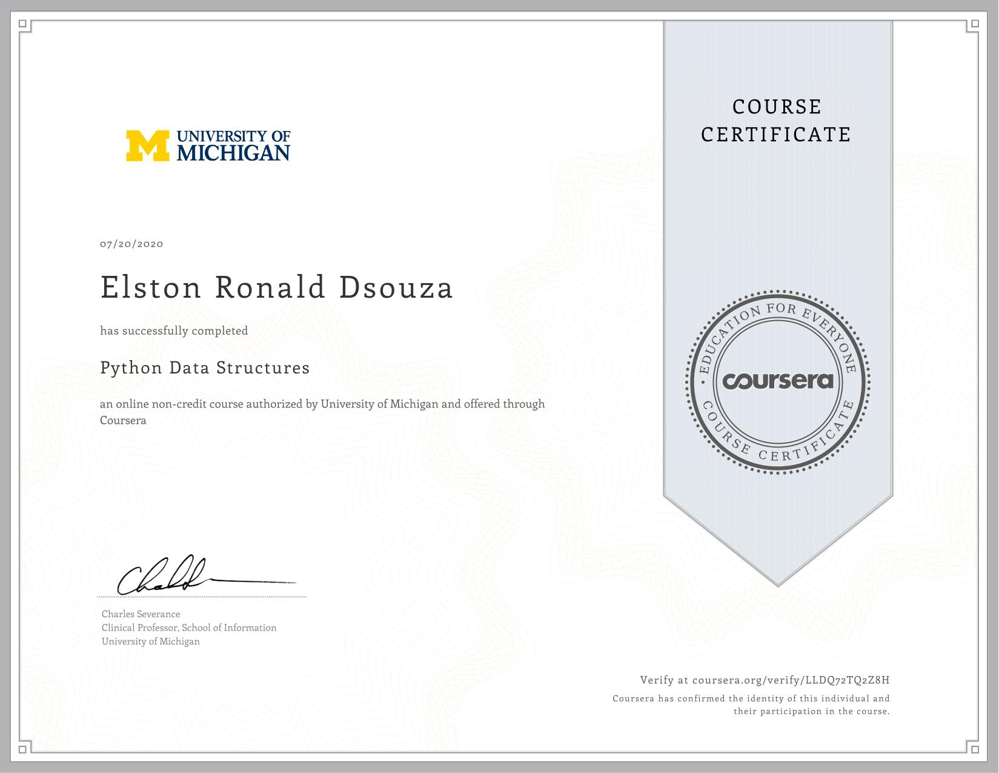 COURSE
CERTIFICATE
UNIVERSITY OF
MICHIGAN
07/20/2020
Elston Ronald Dsouza
has successfully completed
Python Data Structures
an online non-credit course authorized by University of Michigan and offered through
Coursera
EDUCATION FOR EVERYONE
coursera
COURSE CERTIFICATE
Charles Severance
Clinical Professor, School of Information
University of Michigan
Verify at coursera.org/verify/LLDQ72TQ2Z8H
Coursera has confirmed the identity of this individual and
their participation in the course.